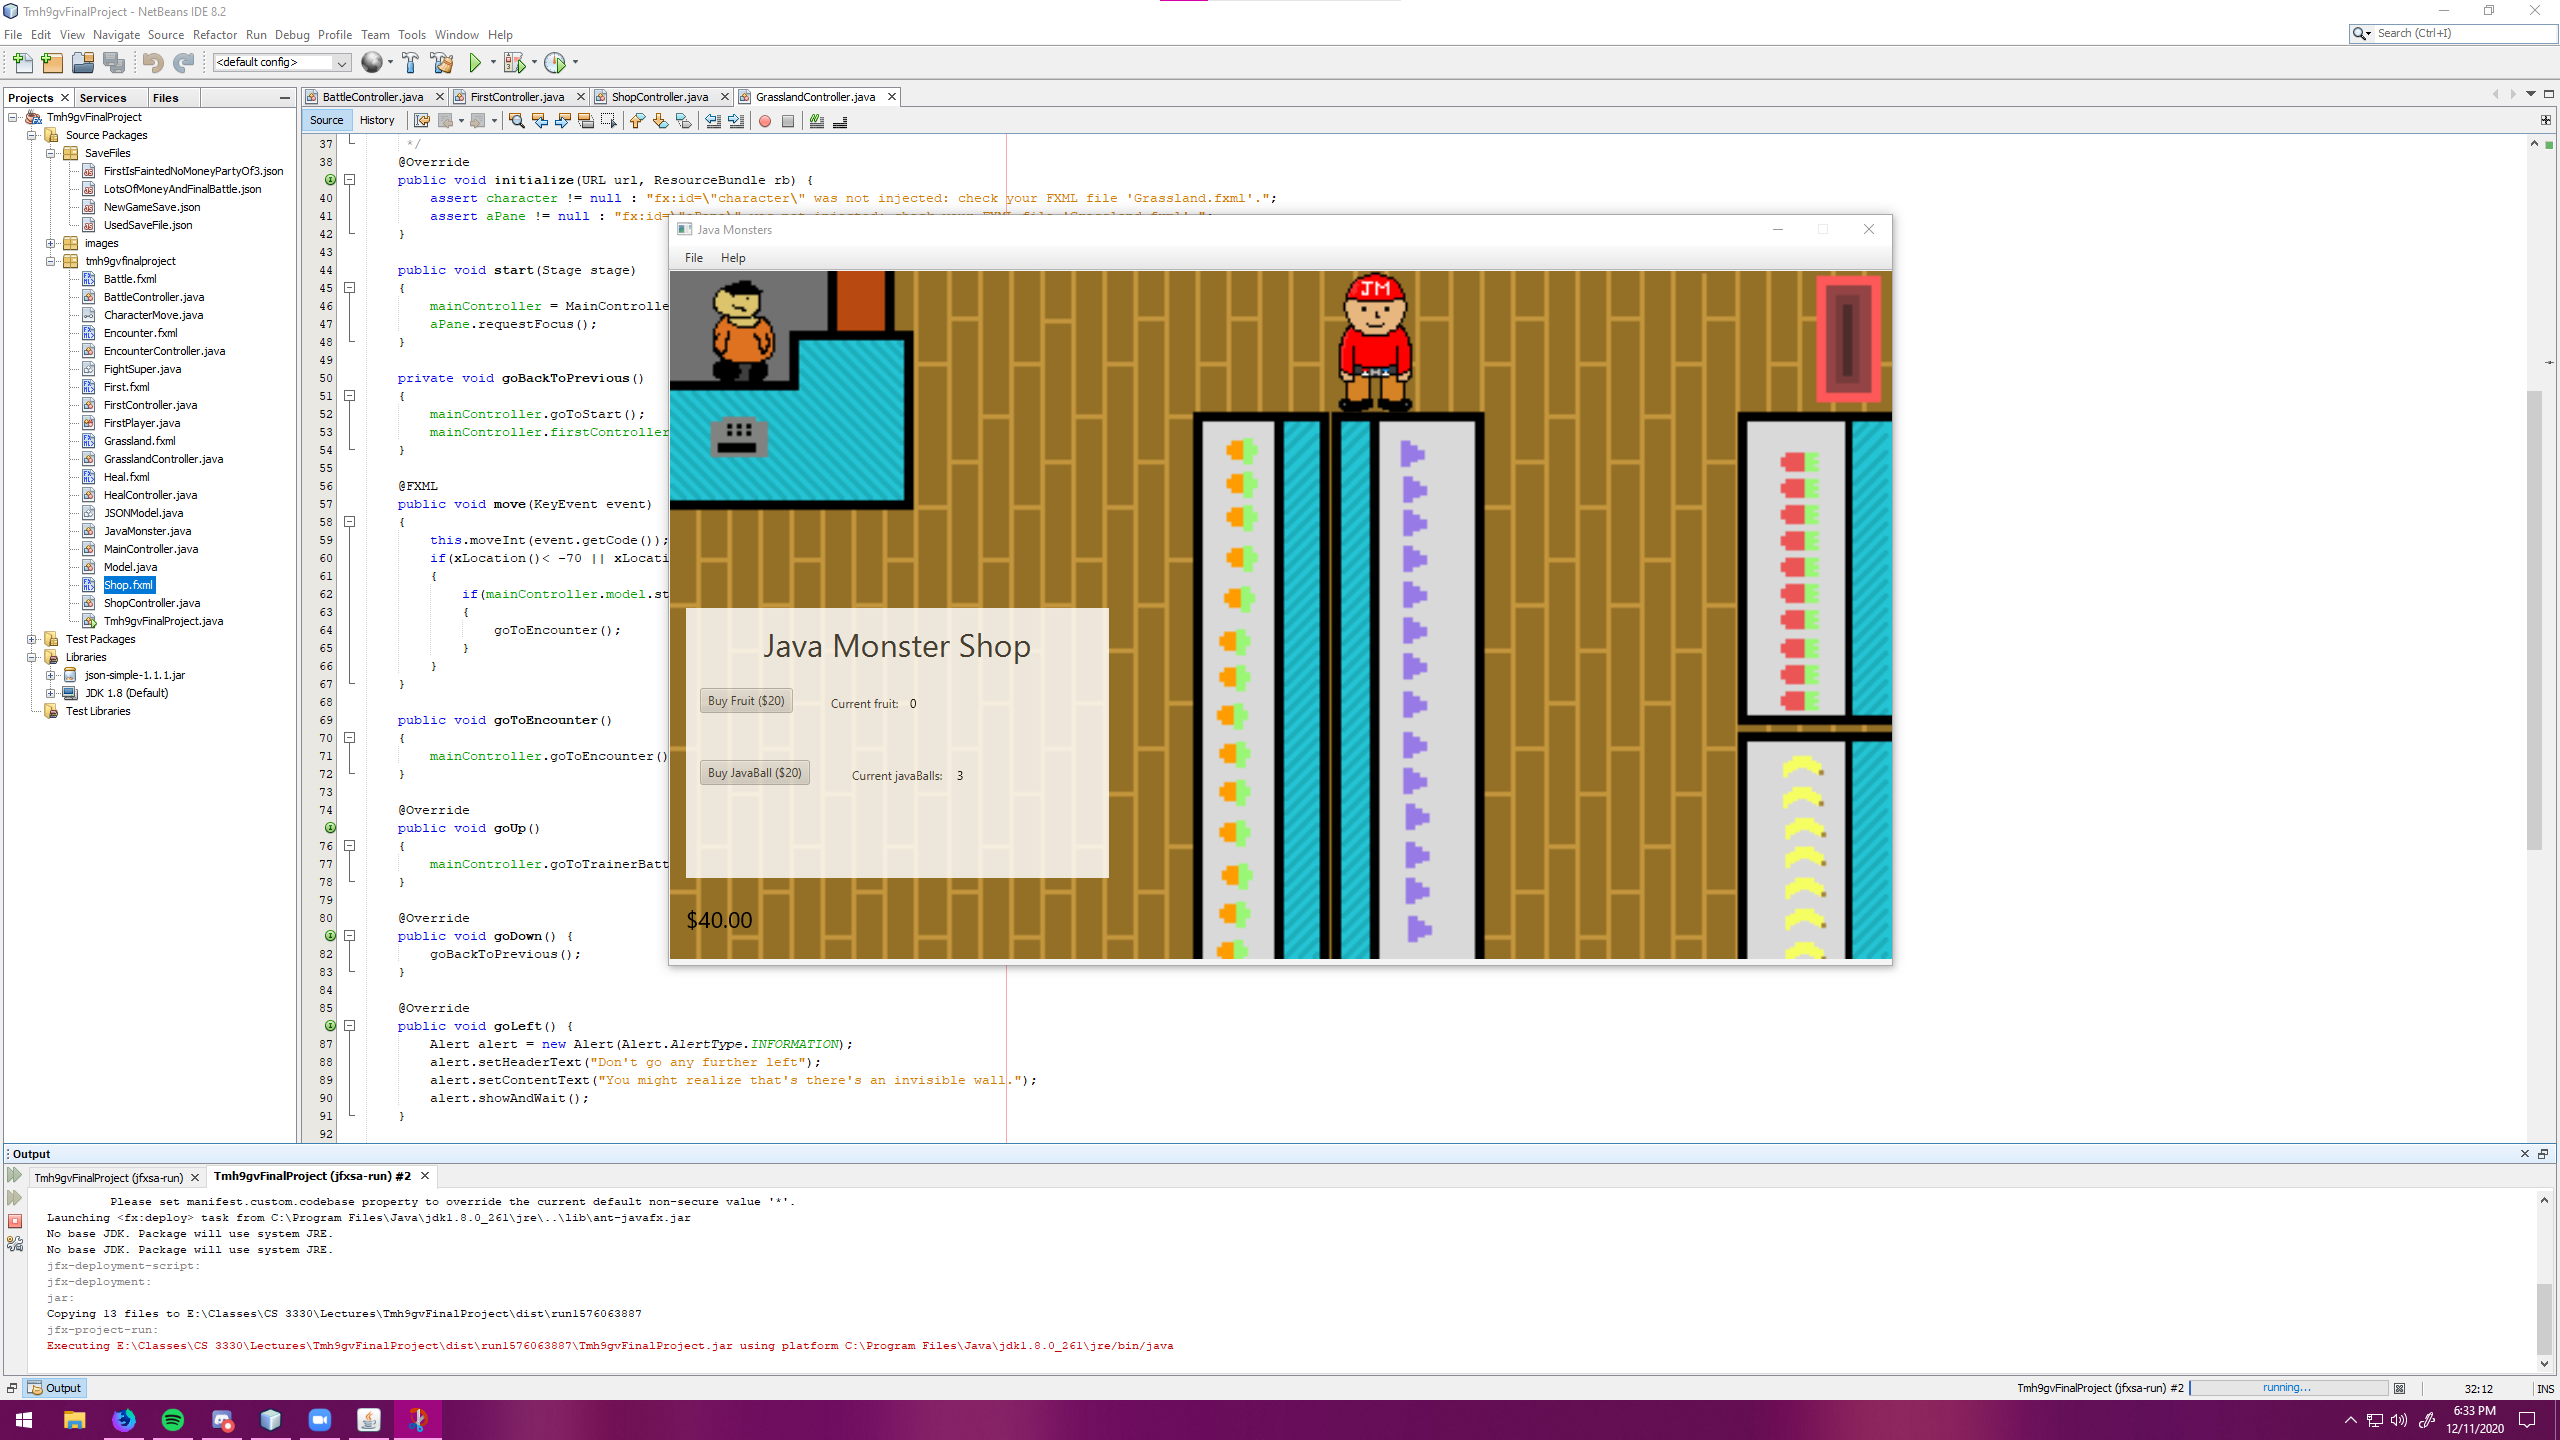 Tmh9gvFinalProject - NetBeans IDE 8.2
File Edit View Navigate Source Refactor Run Debug Profile Team Tools Window Help
Search (Ctrl+I)
<default config>
Projects Services Files
Tmh9gvFinalProject
Source Packages
SaveFiles
FirstIsFaintedNoMoneyPartyOf3.json
LotsOfMoneyAndFinalBattle.json
NewGameSave.json
UsedSaveFile.json
images
tmh9gvfinalproject
Battle.fxml
BattleController.java
CharacterMove.java
Encounter.fxml
EncounterController.java
FightSuper.java
First.fxml
FirstController.java
FirstPlayer.java
Grassland.fxml
GrasslandController.java
Heal.fxml
HealController.java
JSONModel.java
JavaMonster.java
MainController.java
Model.java
Shop.fxml
ShopController.java
Tmh9gvFinalProject.java
Test Packages
Libraries
json-simple-1.1.1.jar
JDK 1.8 (Default)
Test Libraries
BattleController.java FirstController.java ShopController.java GrasslandController.java
Source History
37 */
38 @Override
public void initialize(URL url, ResourceBundle rb) {
40 assert character != null : "fx:id=\"character\" was not injected: check your FXML file 'Grassland.fxml'.";
41 assert aPane != null : "fx:id=\"aPane\" was not injected: check your FXML file 'Grassland.fxml'.";
42 }
43
44 public void start(Stage stage)
45 {
46 mainController = MainControlle
47 aPane.requestFocus();
48 }
49
50 private void goBackToPrevious()
51 {
52 mainController.goToStart();
53 mainController.firstController
54 }
55
56 @FXML
57 public void move(KeyEvent event)
58 {
59 this.moveInt(event.getCode());
60 if(xLocation()< -70 || xLocati
61 {
62 if(mainController.model.st
63 {
64 goToEncounter();
65 }
66 }
67 }
68
69 public void goToEncounter()
70 {
71 mainController.goToEncounter()
72 }
73
74 @Override
public void goUp()
76 {
77 mainController.goToTrainerBatt
78 }
79
80 @Override
public void goDown() {
82 goBackToPrevious();
83 }
84
85 @Override
public void goLeft() {
87 Alert alert = new Alert(Alert.AlertType.INFORMATION);
88 alert.setHeaderText("Don't go any further left");
89 alert.setContentText("You might realize that's there's an invisible wall.");
90 alert.showAndWait();
91 }
92
Java Monsters
File Help
JM
Java Monster Shop
Buy Fruit ($20) Current fruit: 0
Buy JavaBall ($20) Current javaBalls: 3
$40.00
Output
Tmh9gvFinalProject (jfxsa-run) Tmh9gvFinalProject (jfxsa-run) #2
Please set manifest.custom.codebase property to override the current default non-secure value '*'.
Launching <fx:deploy> task from C:\Program Files\Java\jdk1.8.0_261\jre\..\lib\ant-javafx.jar
No base JDK. Package will use system JRE.
No base JDK. Package will use system JRE.
jfx-deployment-script:
jfx-deployment:
jar:
Copying 13 files to E:\Classes\CS 3330\Lectures\Tmh9gvFinalProject\dist\run1576063887
jfx-project-run:
Executing E:\Classes\CS 3330\Lectures\Tmh9gvFinalProject\dist\run1576063887\Tmh9gvFinalProject.jar using platform C:\Program Files\Java\jdk1.8.0_261\jre/bin/java
Output
Tmh9gvFinalProject (jfxsa-run) #2 running... 32:12 INS
6:33 PM
12/11/2020